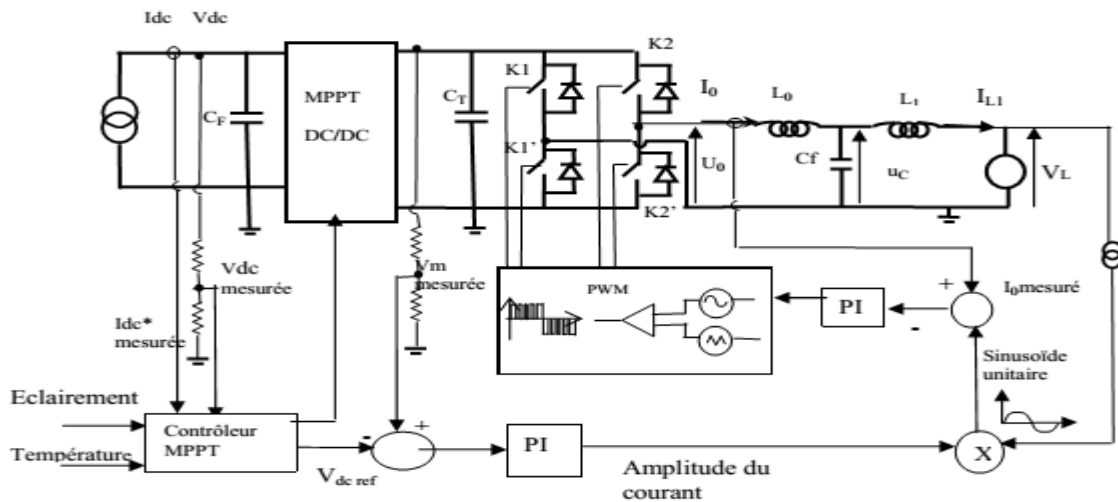 Idc Vdc
K2
K1
MPPT
DC/DC
CF
CT
I0
L0
L1
IL1
K1'
U0
Cf
uC
VL
K2'
Vdc
mesurée
Vm
mesurée
PWM
PI
+
-
I0mesuré
Idc*
mesurée
Sinusoïde
unitaire
Eclairement
Température
Contrôleur
MPPT
-
+
Vdc ref
PI
Amplitude du
courant
X